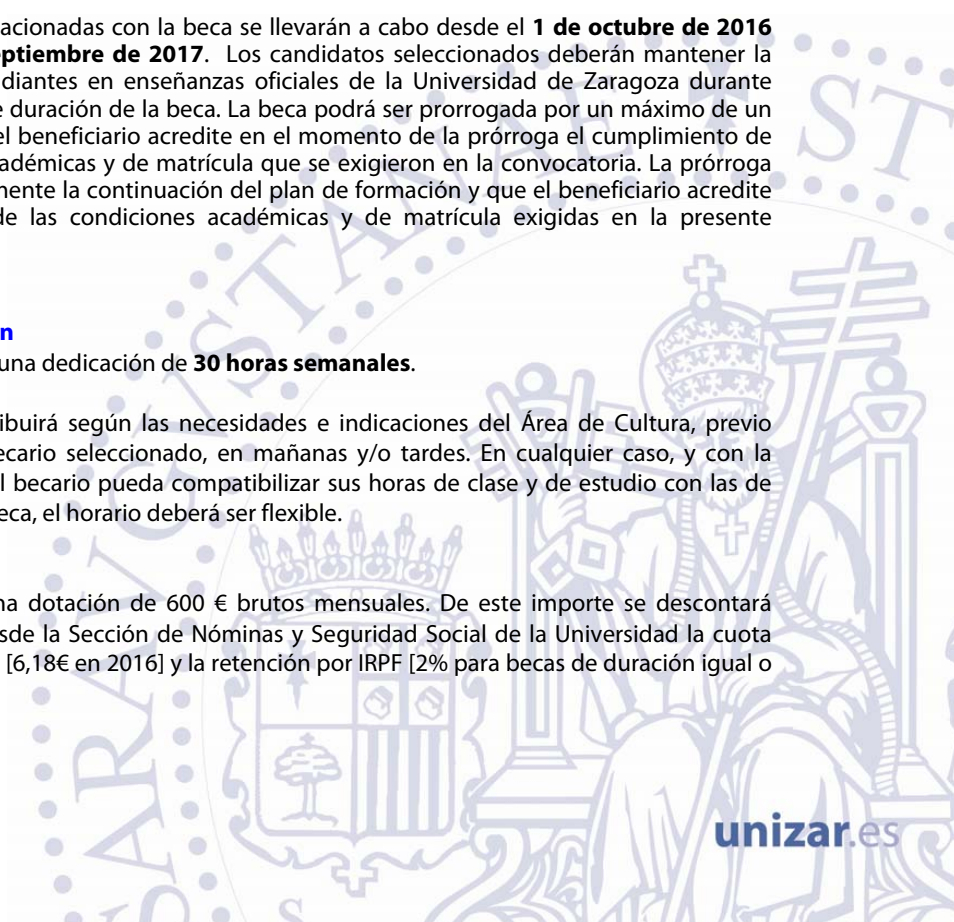 acionadas con la beca se llevarán a cabo desde el 1 de octubre de 2016
ptiembre de 2017. Los candidatos seleccionados deberán mantener la
diantes en enseñanzas oficiales de la Universidad de Zaragoza durante
e duración de la beca. La beca podrá ser prorrogada por un máximo de un
el beneficiario acredite en el momento de la prórroga el cumplimiento de
adémicas y de matrícula que se exigieron en la convocatoria. La prórroga
mente la continuación del plan de formación y que el beneficiario acredite
de las condiciones académicas y de matrícula exigidas en la presente
n
una dedicación de 30 horas semanales.
ibuirá según las necesidades e indicaciones del Área de Cultura, previo
ecario seleccionado, en mañanas y/o tardes. En cualquier caso, y con la
l becario pueda compatibilizar sus horas de clase y de estudio con las de
eca, el horario deberá ser flexible.
na dotación de 600 € brutos mensuales. De este importe se descontará
sde la Sección de Nóminas y Seguridad Social de la Universidad la cuota
[6,18€ en 2016] y la retención por IRPF [2% para becas de duración igual o
unizar.es